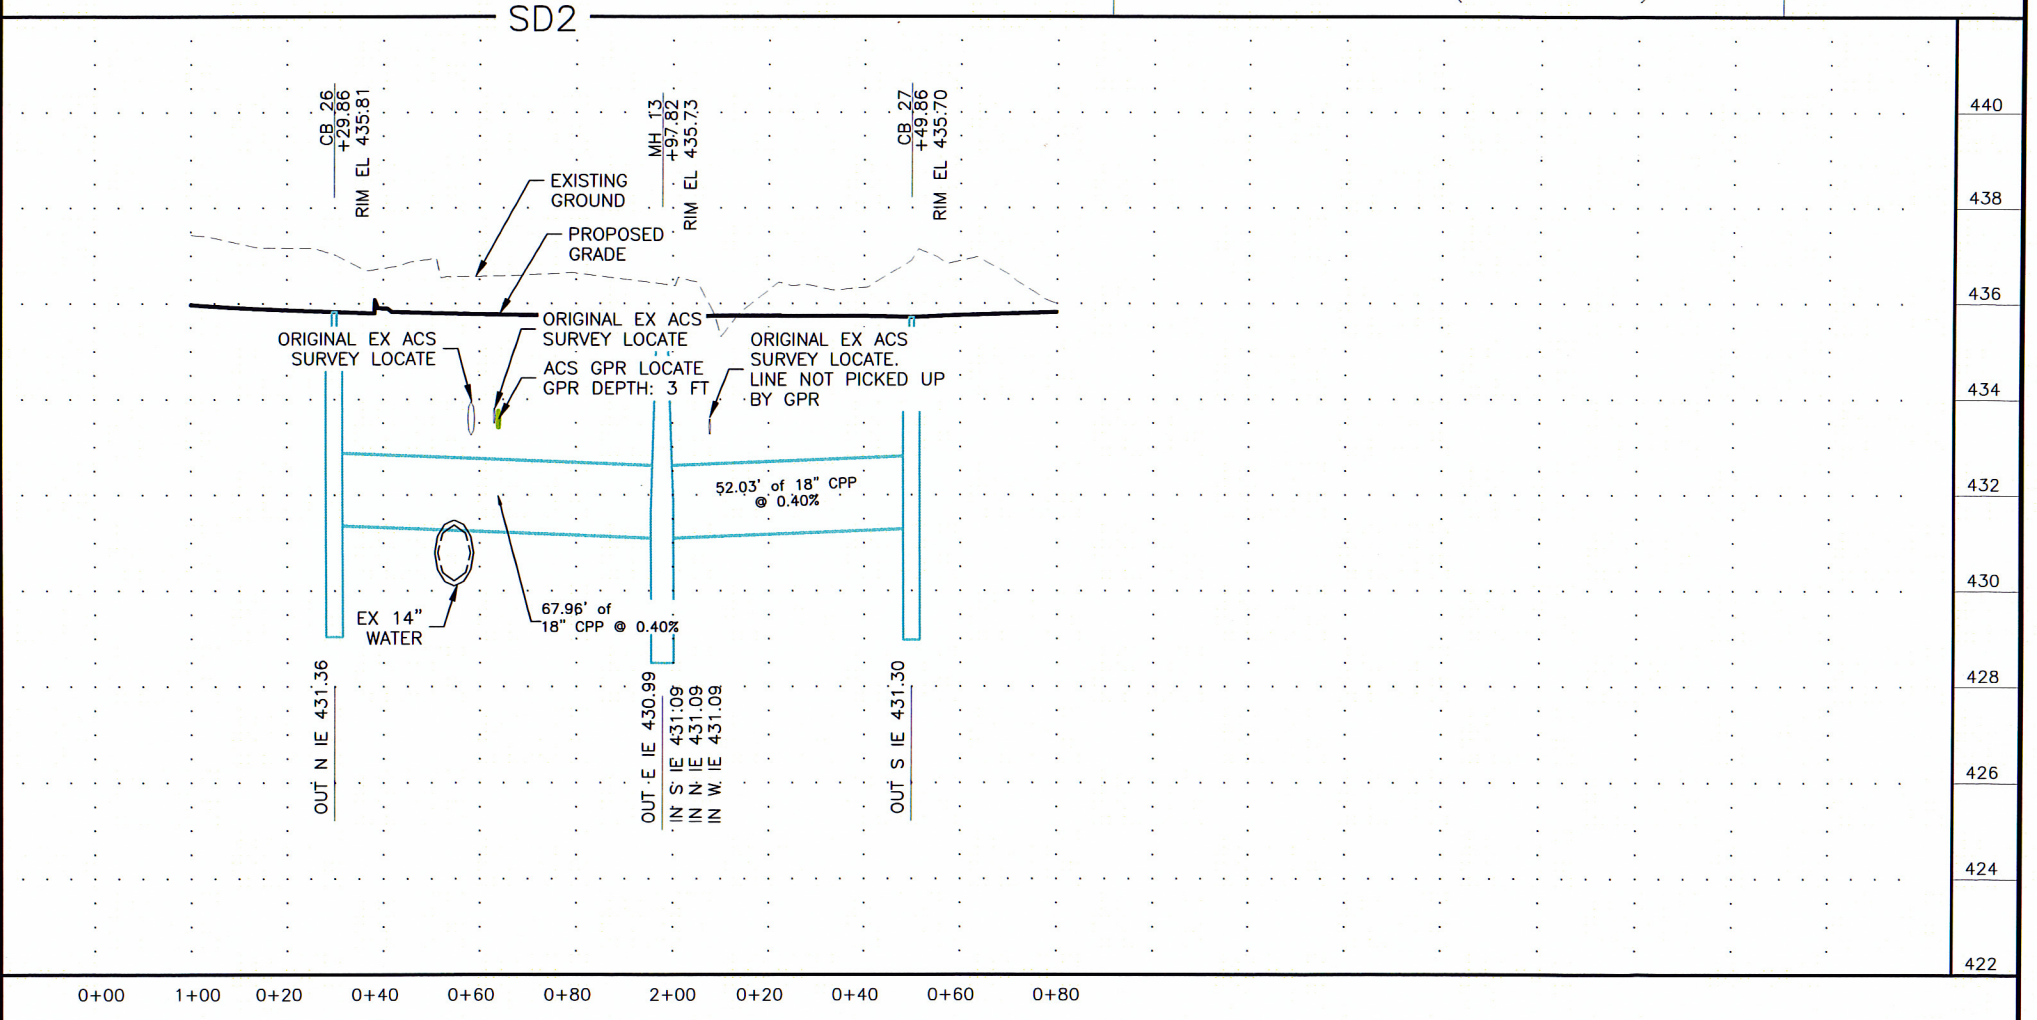 SD2
CB 26
+29.86
RIM EL 435.81
MH 13
+97.82
RIM EL 435.73
CB 27
+49.86
RIM EL 435.70
EXISTING
GROUND
PROPOSED
GRADE
ORIGINAL EX ACS
SURVEY LOCATE
ORIGINAL EX ACS
SURVEY LOCATE
ACS GPR LOCATE
GPR DEPTH: 3 FT
ORIGINAL EX ACS
SURVEY LOCATE.
LINE NOT PICKED UP
BY GPR
52.03' of 18" CPP
@ 0.40%
EX 14"
WATER
67.96' of
18" CPP @ 0.40%
OUT N IE 431.36
OUT E IE 430.99
IN S IE 431.09
IN N IE 431.09
IN W IE 431.09
OUT S IE 431.30
440
438
436
434
432
430
428
426
424
422
0+00 1+00 0+20 0+40 0+60 0+80 2+00 0+20 0+40 0+60 0+80